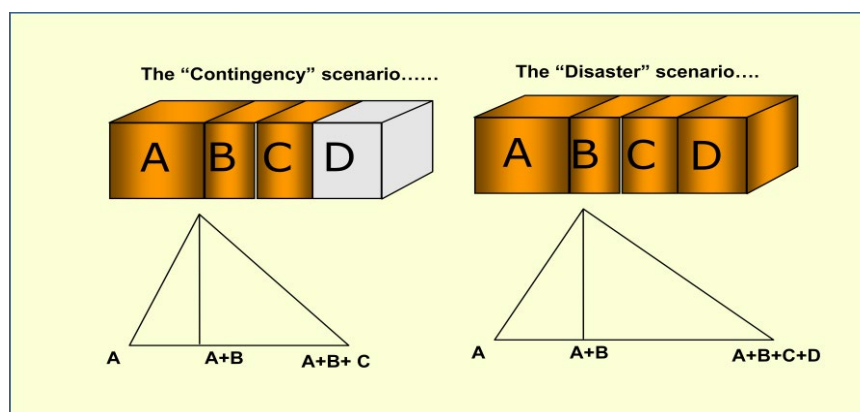 The “Contingency” scenario......
The “Disaster” scenario....
A B C D
A B C D
A A+B A+B+ C
A A+B A+B+C+D